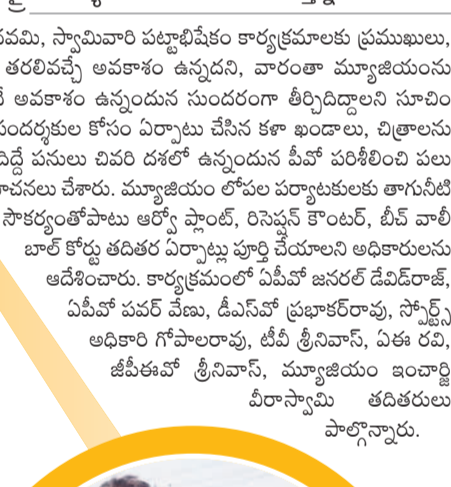 నవమి, స్వామివారి పట్టాభిషేకం కార్యక్రమాలకు ప్రముఖులు,
తరలివచ్చే అవకాశం ఉన్నదని, వారంతా మ్యూజియంను
అవకాశం ఉన్నందున సుందరంగా తీర్చిదిద్దాలని సూచిం
సందర్శకుల కోసం ఏర్పాటు చేసిన కళా ఖండాలు, చిత్రాలను
దిద్దే పనులు చివరి దశలో ఉన్నందున పీవో పరిశీలించి పలు
సూచనలు చేశారు. మ్యూజియం లోపల పర్యాటకులకు తాగునీటి
సౌకర్యంతోపాటు ఆర్వో ప్లాంట్, రిసెప్షన్ కౌంటర్, బీచ్ వాలీ
బాల్ కోర్టు తదితర ఏర్పాట్లు పూర్తి చేయాలని అధికారులను
ఆదేశించారు. కార్యక్రమంలో ఏపీవో జనరల్ డేవిడ్‌రాజ్,
ఏపీవో పవర్ వేణు, డీఎస్‌వో ప్రభాకర్‌రావు, స్పోర్ట్స్
అధికారి గోపాలరావు, టీవీ శ్రీనివాస్, ఏఈ రవి,
జీపీఈవో శ్రీనివాస్, మ్యూజియం ఇంచార్జి
వీరాస్వామి తదితరులు
పాల్గొన్నారు.